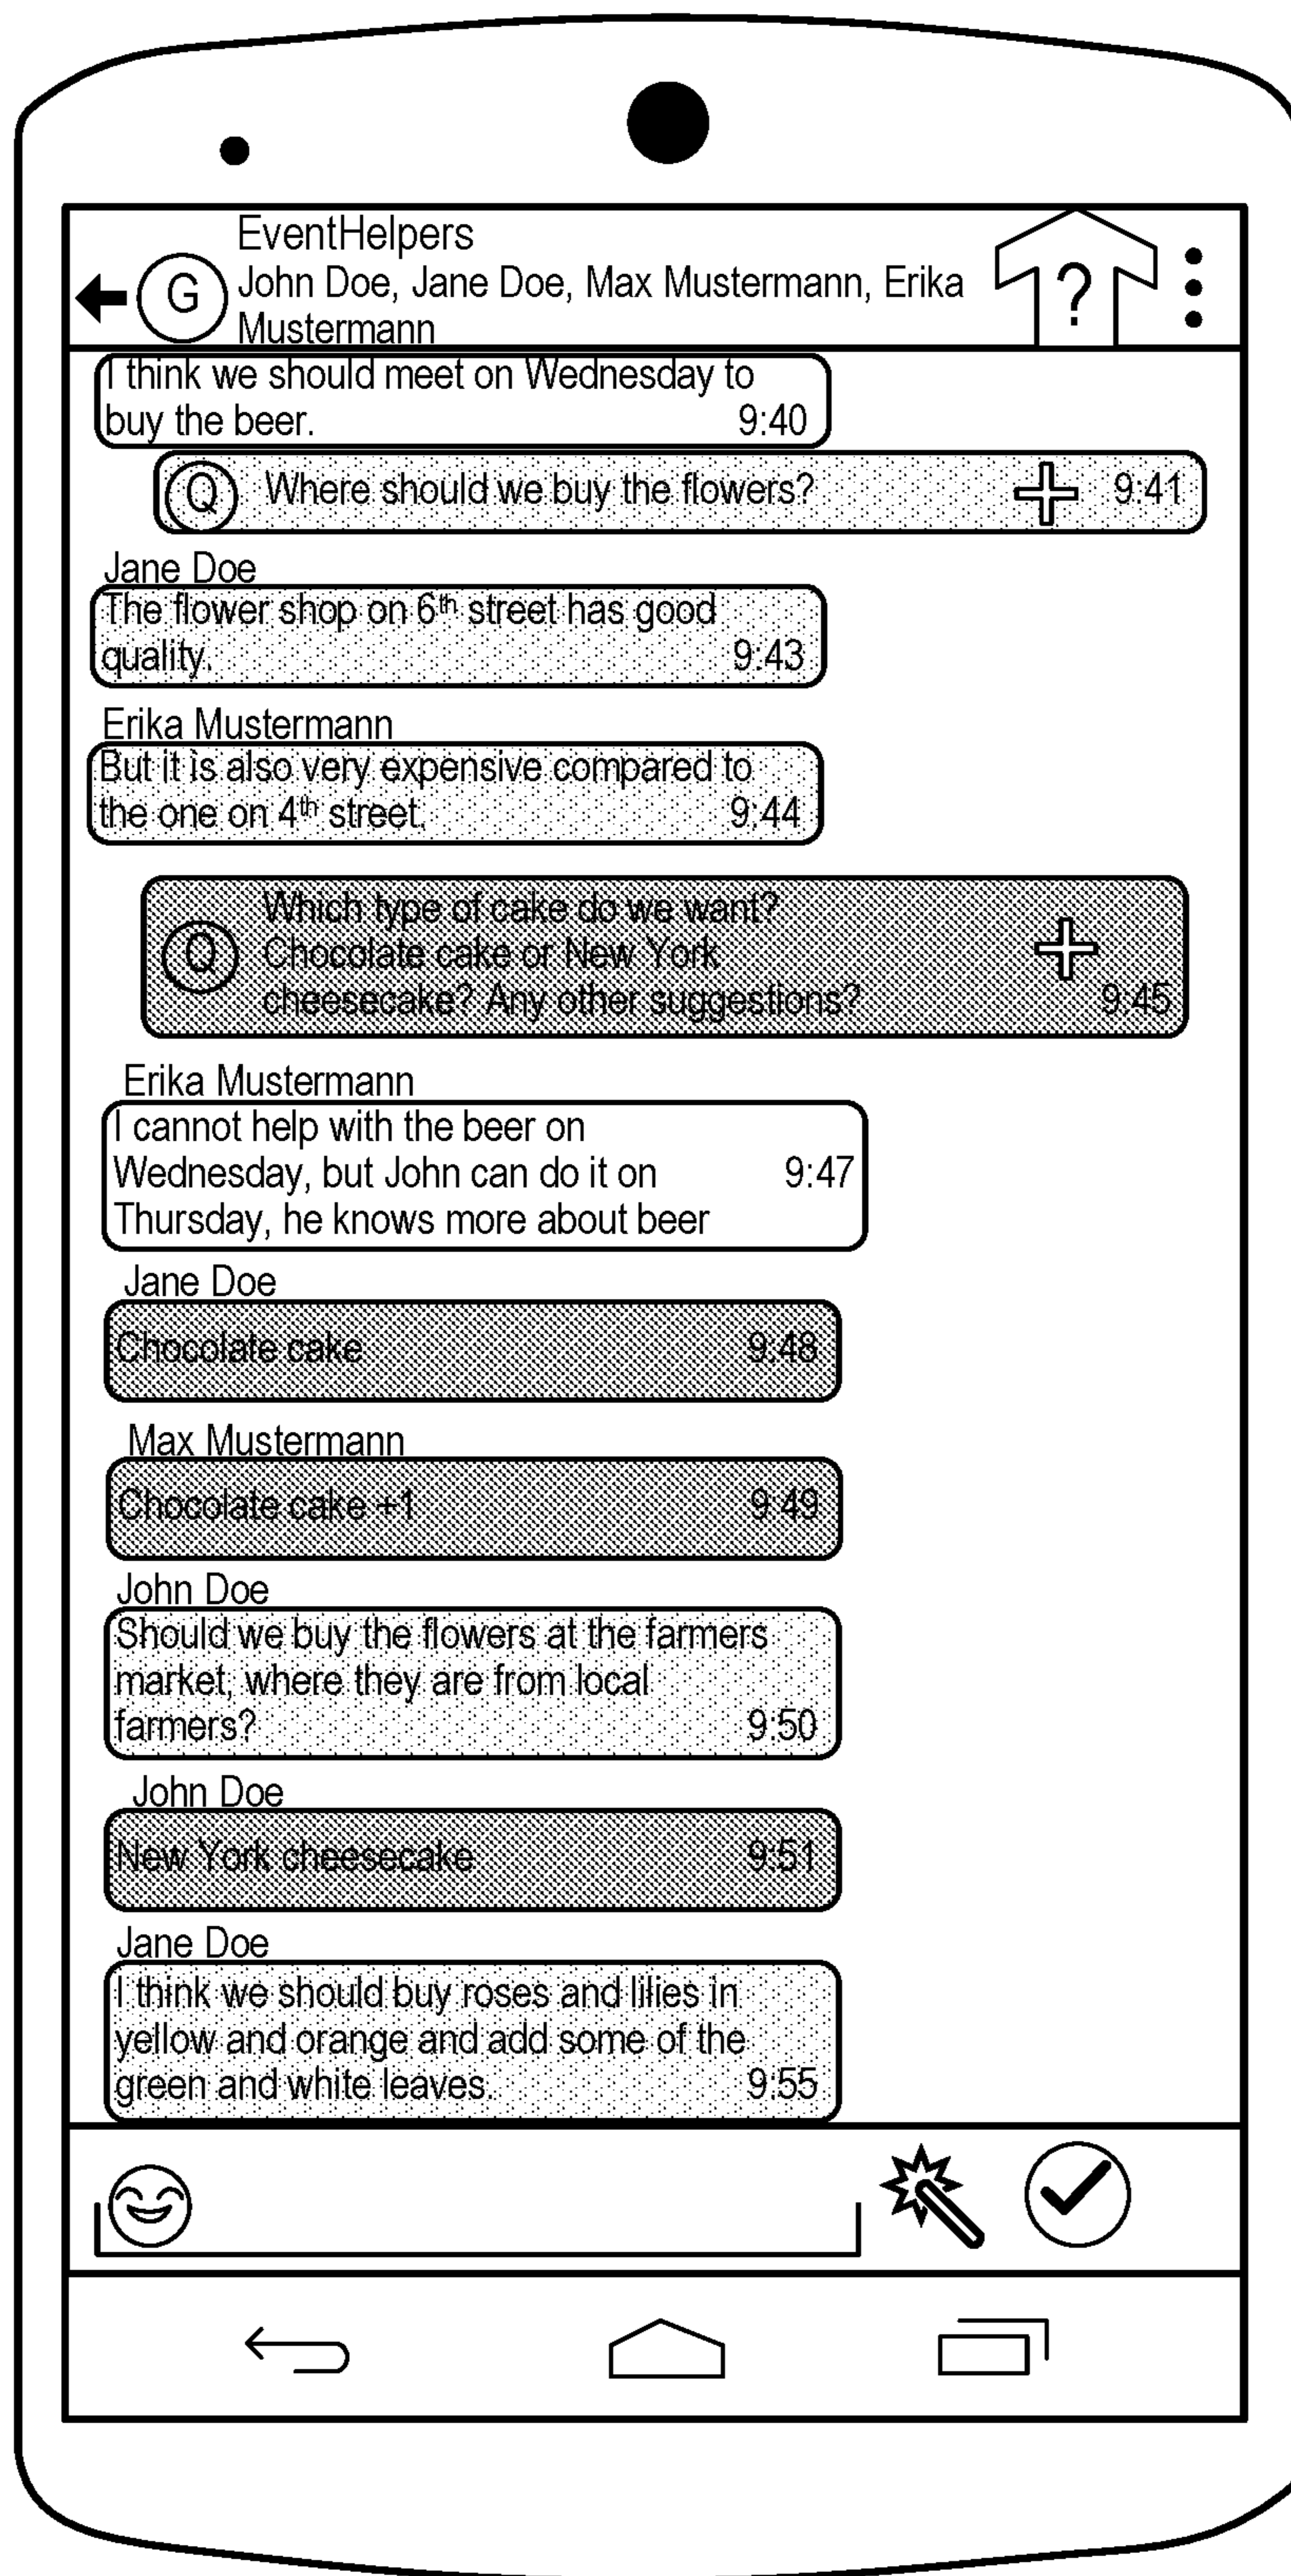 EventHelpers
G
John Doe, Jane Doe, Max Mustermann, Erika
Mustermann
?
I think we should meet on Wednesday to
buy the beer. 9:40
Q Where should we buy the flowers? 9:41
Jane Doe
The flower shop on 6th street has good
quality. 9:43
Erika Mustermann
But it is also very expensive compared to
the one on 4th street. 9:44
Which type of cake do we want?
Q Chocolate cake or New York
cheesecake? Any other suggestions? 9:45
Erika Mustermann
I cannot help with the beer on
Wednesday, but John can do it on 9:47
Thursday, he knows more about beer
Jane Doe
Chocolate cake 9:48
Max Mustermann
Chocolate cake +1 9:49
John Doe
Should we buy the flowers at the farmers
market, where they are from local
farmers? 9:50
John Doe
New York cheesecake 9:51
Jane Doe
I think we should buy roses and lilies in
yellow and orange and add some of the
green and white leaves. 9:55